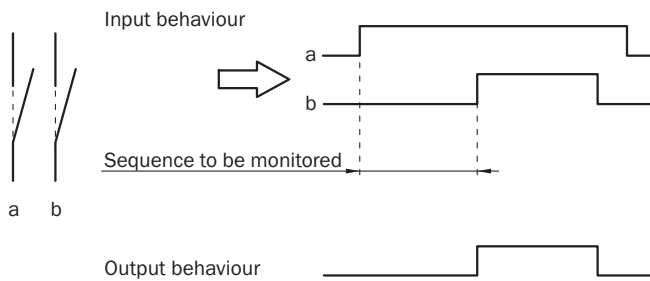 Input behaviour
a
b
Sequence to be monitored
a b
Output behaviour